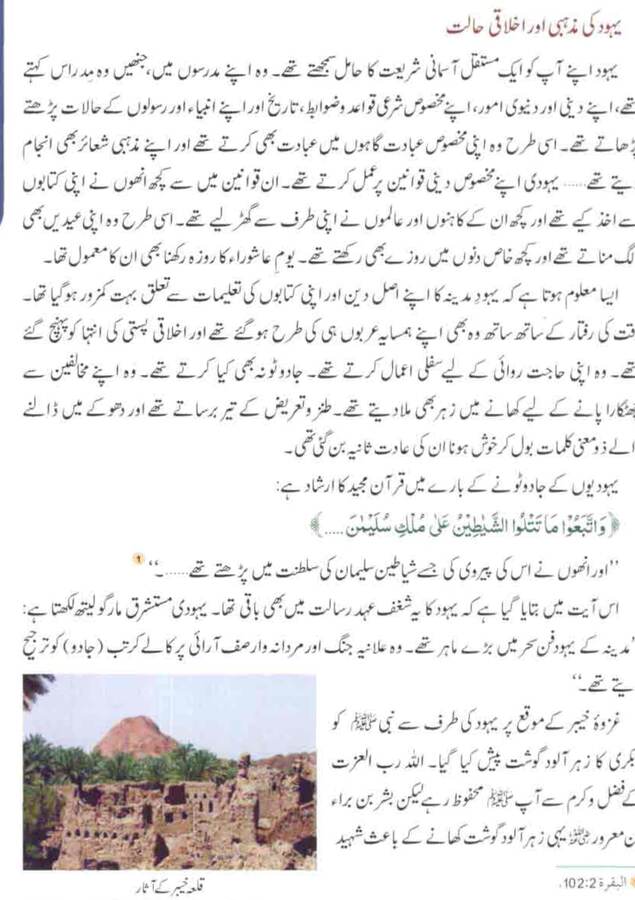 یہود کی مذہبی اور اخلاقی حالت
یہود اپنے آپ کو ایک مستقل آسمانی شریعت کا حامل سمجھتے تھے۔ وہ اپنے مدرسوں میں، جنھیں وہ مِدراس کہتے
تھے، اپنے دینی اور دنیوی امور، اپنے مخصوص شرعی قواعد و ضوابط، تاریخ اور اپنے انبیاء اور رسولوں کے حالات پڑھتے
پڑھاتے تھے۔ اسی طرح وہ اپنی مخصوص عبادت گاہوں میں عبادت بھی کرتے تھے اور اپنے مذہبی شعائر بھی انجام
دیتے تھے...... یہودی اپنے مخصوص دینی قوانین پر عمل کرتے تھے۔ ان قوانین میں سے کچھ انھوں نے اپنی کتابوں
سے اخذ کیے تھے اور کچھ ان کے کاہنوں اور عالموں نے اپنی طرف سے گھڑ لیے تھے۔ اسی طرح وہ اپنی عیدیں بھی
لگ مناتے تھے اور کچھ خاص دنوں میں روزے بھی رکھتے تھے۔ یومِ عاشوراء کا روزہ رکھنا بھی ان کا معمول تھا۔
ایسا معلوم ہوتا ہے کہ یہودِ مدینہ کا اپنے اصل دین اور اپنی کتابوں کی تعلیمات سے تعلق بہت کمزور ہو گیا تھا۔
قت کی رفتار کے ساتھ ساتھ وہ بھی اپنے ہمسایہ عربوں ہی کی طرح ہو گئے تھے اور اخلاقی پستی کی انتہا کو پہنچ گئے
تھے۔ وہ اپنی حاجت روائی کے لیے سفلی اعمال کرتے تھے۔ جادو ٹونہ بھی کیا کرتے تھے۔ وہ اپنے مخالفین سے
چھٹکارا پانے کے لیے کھانے میں زہر بھی ملا دیتے تھے۔ طنز و تعریض کے تیر برساتے تھے اور دھوکے میں ڈالنے
الے ذو معنی کلمات بول کر خوش ہونا ان کی عادت ثانیہ بن گئی تھی۔
یہودیوں کے جادو ٹونے کے بارے میں قرآن مجید کا ارشاد ہے:
﴿وَاتَّبَعُوْا مَا تَتْلُوا الشَّيٰطِيْنُ عَلٰى مُلْكِ سُلَيْمٰنَ.....﴾
”اور انھوں نے اس کی پیروی کی جسے شیاطین سلیمان کی سلطنت میں پڑھتے تھے......۔“ 1
اس آیت میں بتایا گیا ہے کہ یہود کا یہ شغف عہد رسالت میں بھی باقی تھا۔ یہودی مستشرق مارگولیتھ لکھتا ہے:
’مدینہ کے یہود فن سحر میں بڑے ماہر تھے۔ وہ علانیہ جنگ اور مردانہ وار صف آرائی پر کالے کرتب (جادو) کو ترجیح
دیتے تھے۔“
غزوۂ خیبر کے موقع پر یہود کی طرف سے نبی ﷺ کو
بکری کا زہر آلود گوشت پیش کیا گیا۔ اللہ رب العزت
کے فضل و کرم سے آپ ﷺ محفوظ رہے لیکن بشر بن براء
بن معرور رضی اللہ عنہ یہی زہر آلود گوشت کھانے کے باعث شہید
قلعہ خیبر کے آثار
البقرة 102:2.